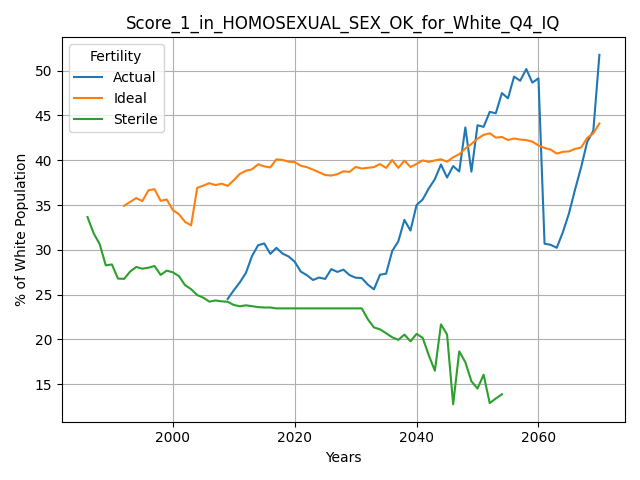 Score_1_in_HOMOSEXUAL_SEX_OK_for_White_Q4_IQ
Fertility
Actual
Ideal
Sterile
% of White Population
50
45
40
35
30
25
20
15
2000
2020
2040
2060
Years